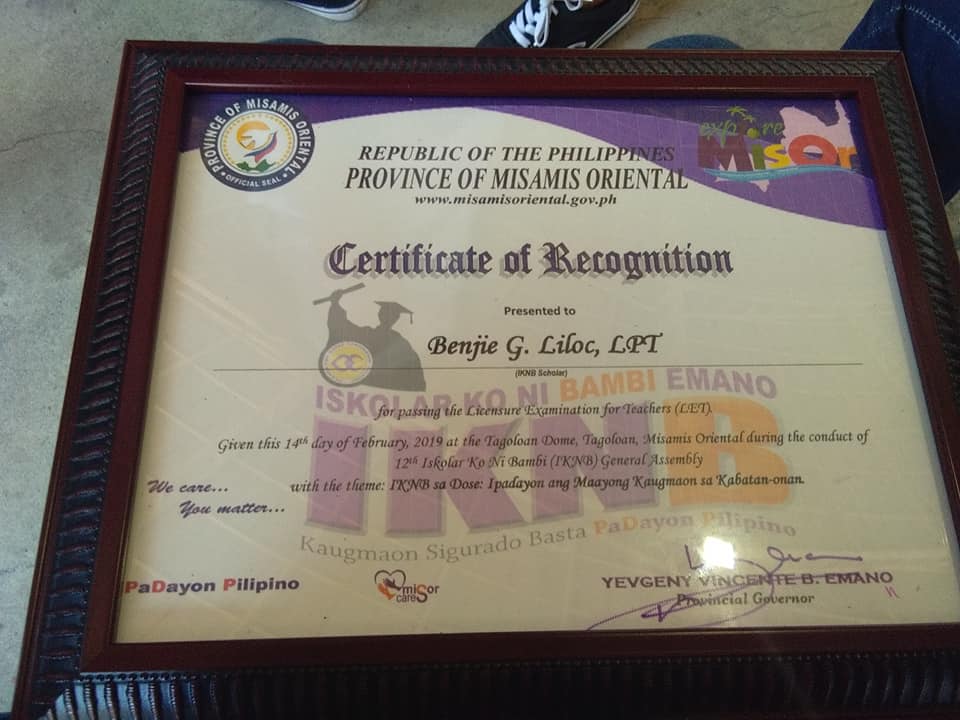 PROVINCE OF MISAMIS ORIENTAL
OFFICIAL SEAL
explore
MisOr
REPUBLIC OF THE PHILIPPINES
PROVINCE OF MISAMIS ORIENTAL
www.misamisoriental.gov.ph
Certificate of Recognition
Presented to
Benjie G. Liloc, LPT
(IKNB Scholar)
ISKOLAR KO NI BAMBI EMANO
for passing the Licensure Examination for Teachers (LET).
Given this 14th day of February, 2019 at the Tagoloan Dome, Tagoloan, Misamis Oriental during the conduct of
12th Iskolar Ko Ni Bambi (IKNB) General Assembly
with the theme: IKNB sa Dose: Ipadayon ang Maayong Kaugmaon sa Kabatan-onan.
IKNB
We care...
You matter...
Kaugmaon Sigurado Basta PaDayon Pilipino
PaDayon Pilipino
misor
cares
YEVGENY VINCENTE B. EMANO
Provincial Governor